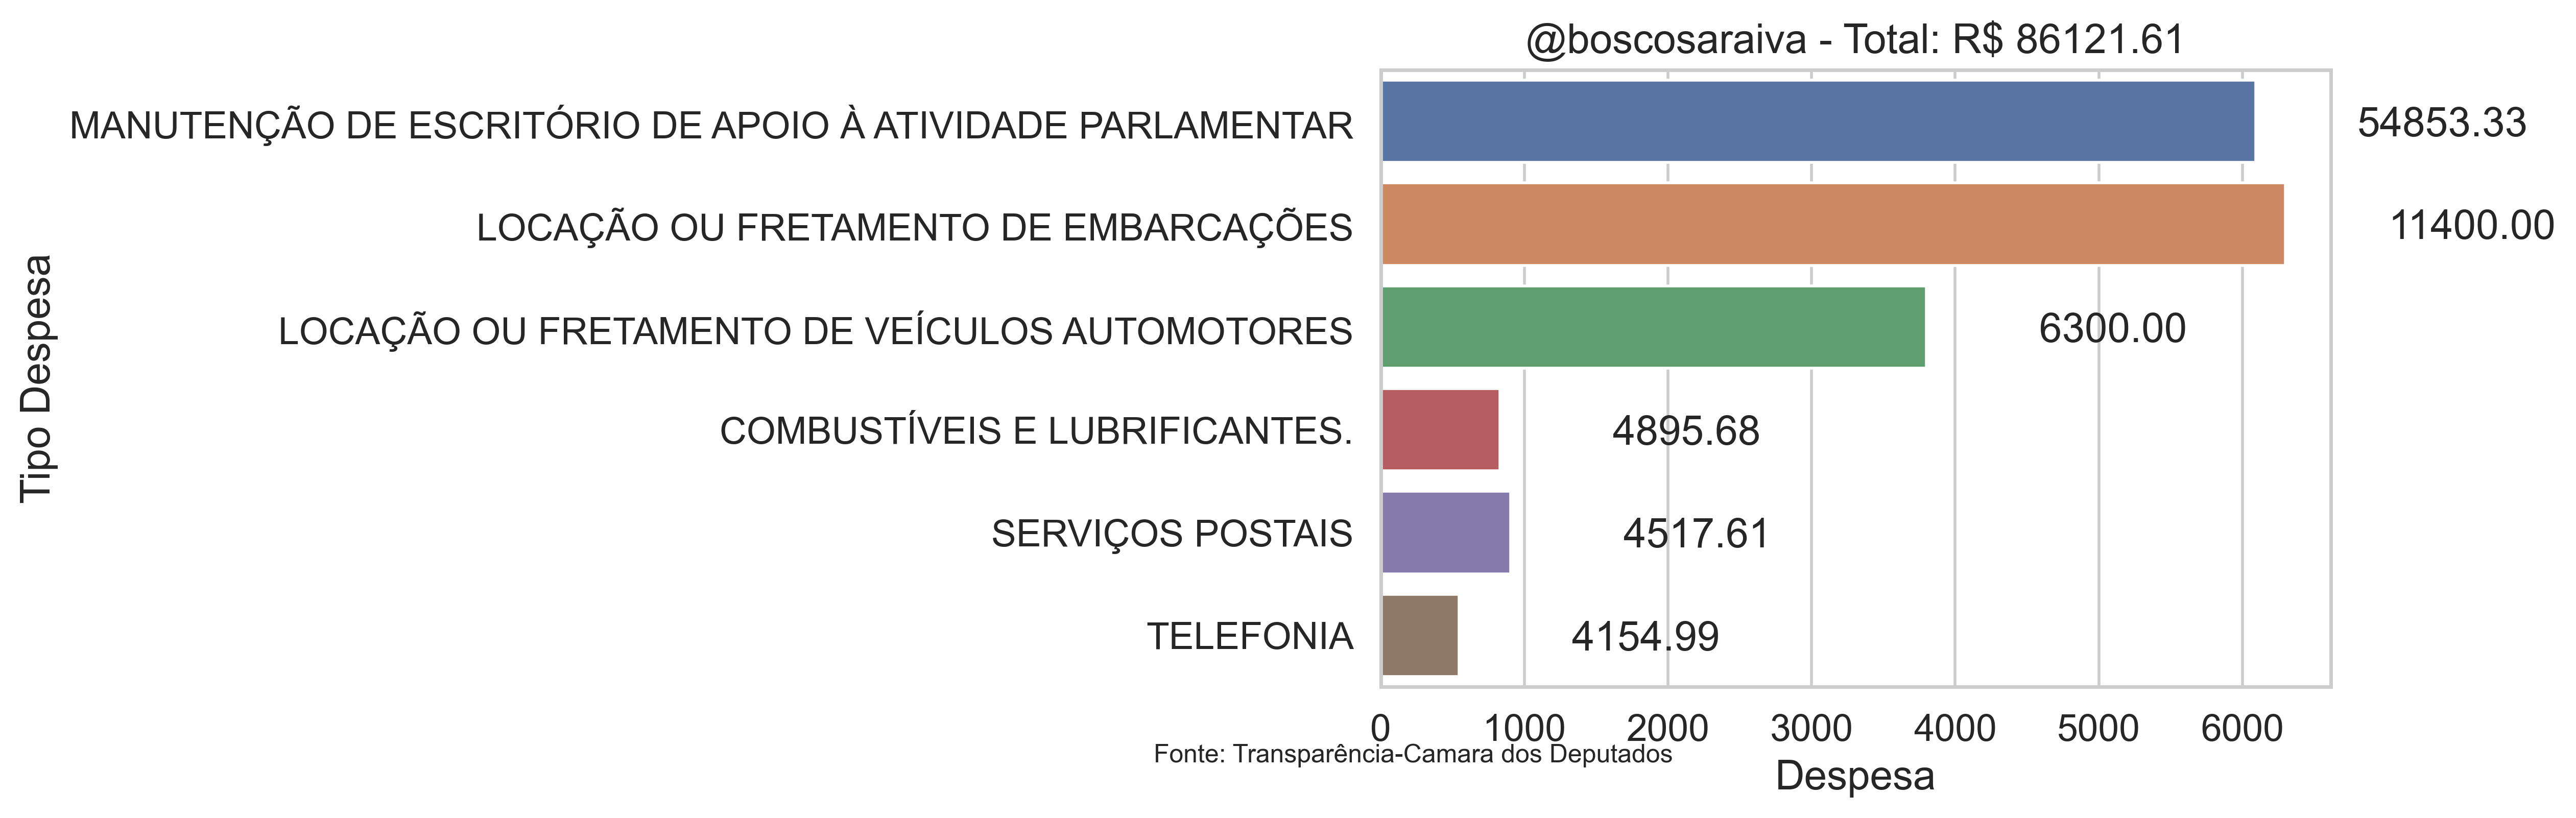 @boscosaraiva - Total: R$ 86121.61
MANUTENÇÃO DE ESCRITÓRIO DE APOIO À ATIVIDADE PARLAMENTAR
54853.33
LOCAÇÃO OU FRETAMENTO DE EMBARCAÇÕES
11400.00
LOCAÇÃO OU FRETAMENTO DE VEÍCULOS AUTOMOTORES
6300.00
COMBUSTÍVEIS E LUBRIFICANTES.
4895.68
SERVIÇOS POSTAIS
4517.61
TELEFONIA
4154.99
Tipo Despesa
0 1000 2000 3000 4000 5000 6000
Fonte: Transparência-Camara dos Deputados
Despesa